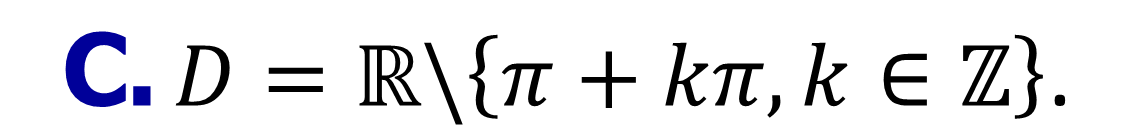 C. D = ℝ\{π + kπ, k ∈ ℤ}.